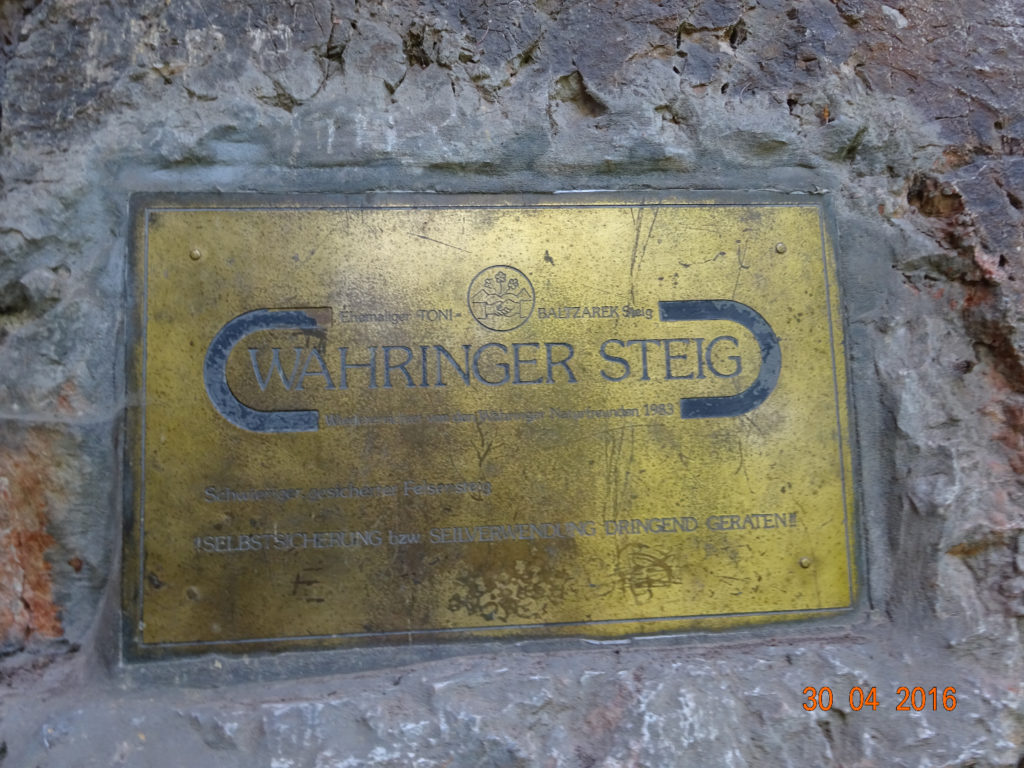 Ehemaliger TONI - BALTZAREK Steig
WÄHRINGER STEIG
von den Währinger Naturfreunden 1983
Schwieriger gesicherter Felsensteig
!SELBSTSICHERUNG bzw. SEILVERWENDUNG DRINGEND GERATEN!!
30 04 2016